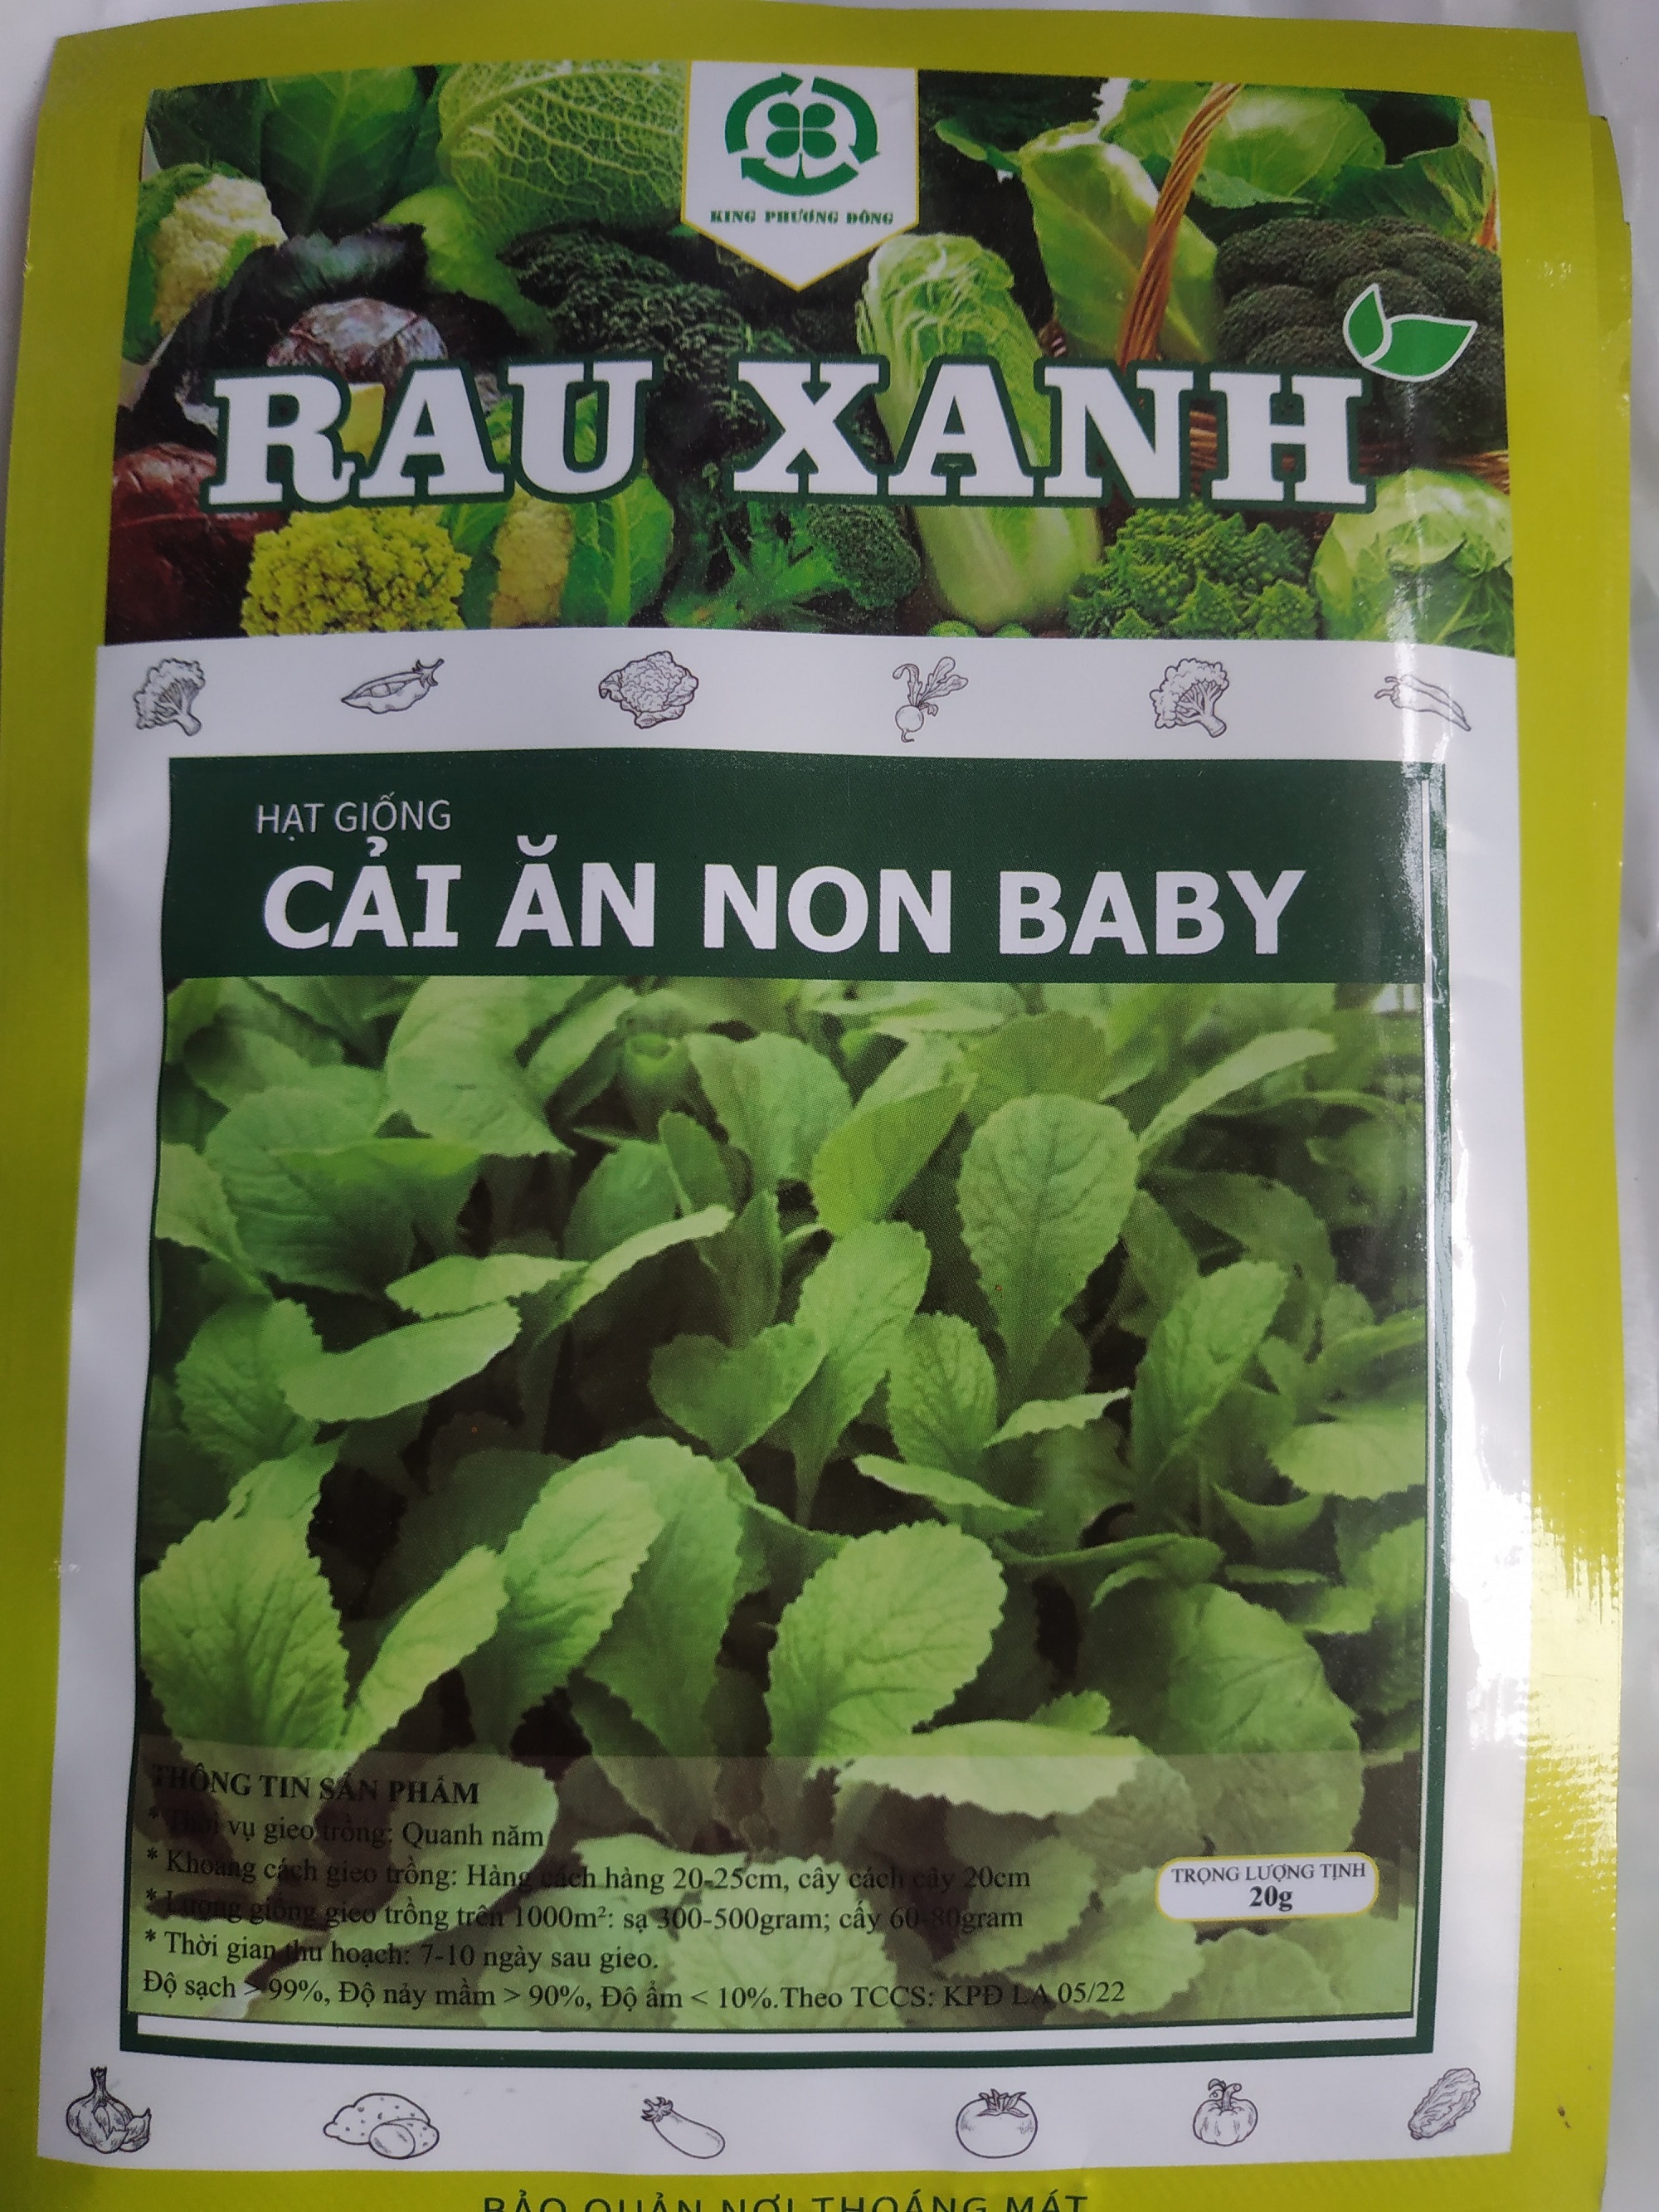 KING PHƯƠNG ĐÔNG
RAU XANH
HẠT GIỐNG
CẢI ĂN NON BABY
THÔNG TIN SẢN PHẨM
* Thời vụ gieo trồng: Quanh năm
* Khoảng cách gieo trồng: Hàng cách hàng 20-25cm, cây cách cây 20cm
* Lượng giống gieo trồng trên 1000m²: sạ 300-500gram; cấy 60-80gram
* Thời gian thu hoạch: 7-10 ngày sau gieo.
Độ sạch > 99%, Độ nảy mầm > 90%, Độ ẩm < 10%.Theo TCCS: KPĐ LA 05/22
TRỌNG LƯỢNG TỊNH
20g
BẢO QUẢN NƠI THOÁNG MÁT